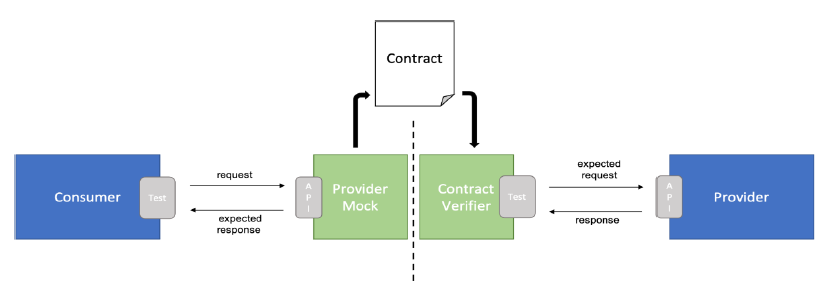 Contract
Consumer
Test
request
expected
response
A
P
I
Provider
Mock
Contract
Verifier
Test
expected
request
response
A
P
I
Provider